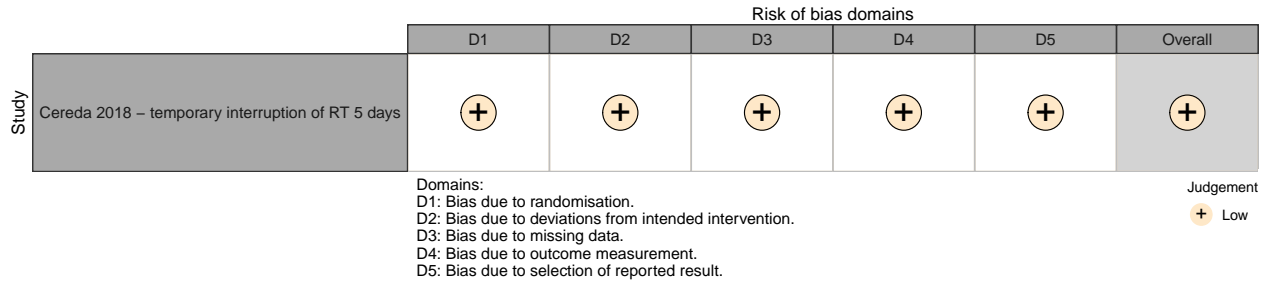 Risk of bias domains
D1 D2 D3 D4 D5 Overall
Study
Cereda 2018 – temporary interruption of RT 5 days + + + + + +
Domains:
D1: Bias due to randomisation.
D2: Bias due to deviations from intended intervention.
D3: Bias due to missing data.
D4: Bias due to outcome measurement.
D5: Bias due to selection of reported result.
Judgement
+ Low